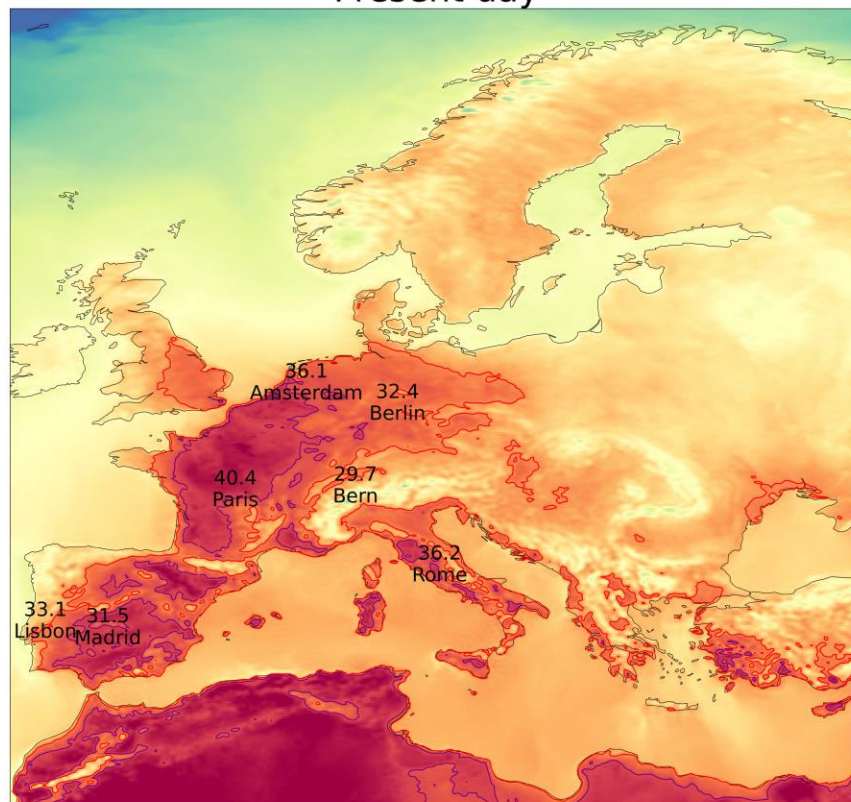 Present day
36.1
Amsterdam
32.4
Berlin
40.4
Paris
29.7
Bern
36.2
Rome
33.1
Lisbon
31.5
Madrid